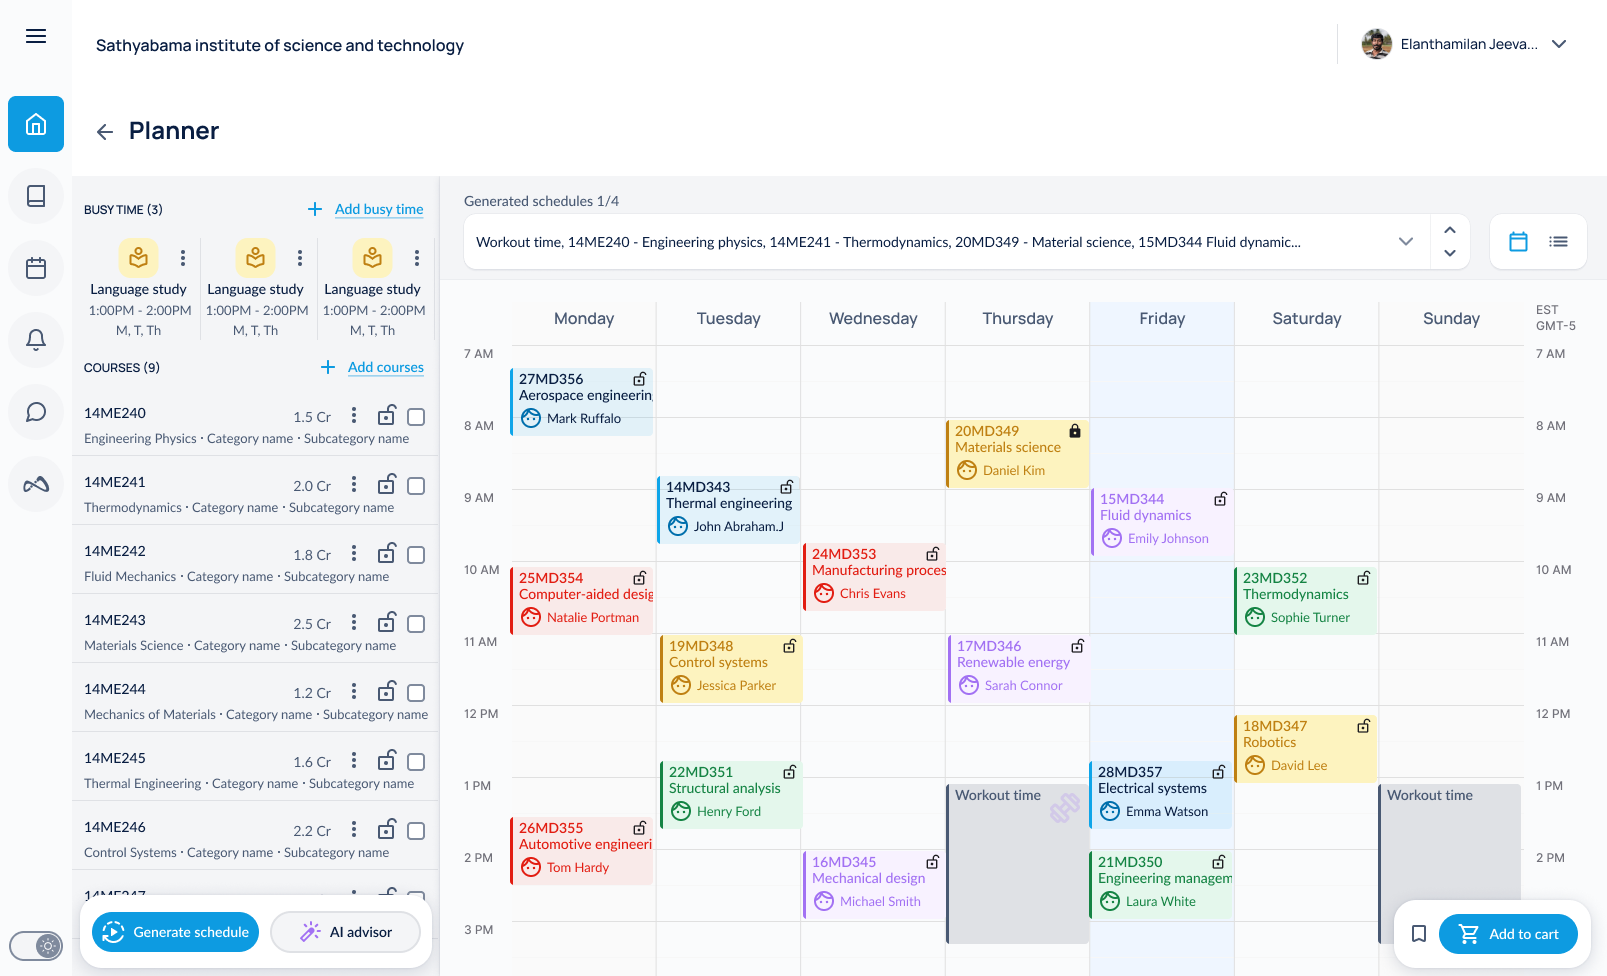 Sathyabama institute of science and technology
Elanthamilan Jeeva...
Planner
BUSY TIME (3)
Add busy time
Language study
1:00PM - 2:00PM
M, T, Th
Language study
1:00PM - 2:00PM
M, T, Th
Language study
1:00PM - 2:00PM
M, T, Th
COURSES (9)
Add courses
14ME240
1.5 Cr
Engineering Physics · Category name · Subcategory name
14ME241
2.0 Cr
Thermodynamics · Category name · Subcategory name
14ME242
1.8 Cr
Fluid Mechanics · Category name · Subcategory name
14ME243
2.5 Cr
Materials Science · Category name · Subcategory name
14ME244
1.2 Cr
Mechanics of Materials · Category name · Subcategory name
14ME245
1.6 Cr
Thermal Engineering · Category name · Subcategory name
14ME246
2.2 Cr
Control Systems · Category name · Subcategory name
Generate schedule
AI advisor
Generated schedules 1/4
Workout time, 14ME240 - Engineering physics, 14ME241 - Thermodynamics, 20MD349 - Material science, 15MD344 Fluid dynamic...
Monday
Tuesday
Wednesday
Thursday
Friday
Saturday
Sunday
EST
GMT-5
7 AM
8 AM
9 AM
10 AM
11 AM
12 PM
1 PM
2 PM
3 PM
27MD356
Aerospace engineerin
Mark Ruffalo
25MD354
Computer-aided desig
Natalie Portman
26MD355
Automotive engineeri
Tom Hardy
14MD343
Thermal engineering
John Abraham.J
19MD348
Control systems
Jessica Parker
22MD351
Structural analysis
Henry Ford
24MD353
Manufacturing proces
Chris Evans
16MD345
Mechanical design
Michael Smith
20MD349
Materials science
Daniel Kim
17MD346
Renewable energy
Sarah Connor
Workout time
15MD344
Fluid dynamics
Emily Johnson
28MD357
Electrical systems
Emma Watson
21MD350
Engineering managem
Laura White
23MD352
Thermodynamics
Sophie Turner
18MD347
Robotics
David Lee
Workout time
7 AM
8 AM
9 AM
10 AM
11 AM
12 PM
1 PM
2 PM
Add to cart